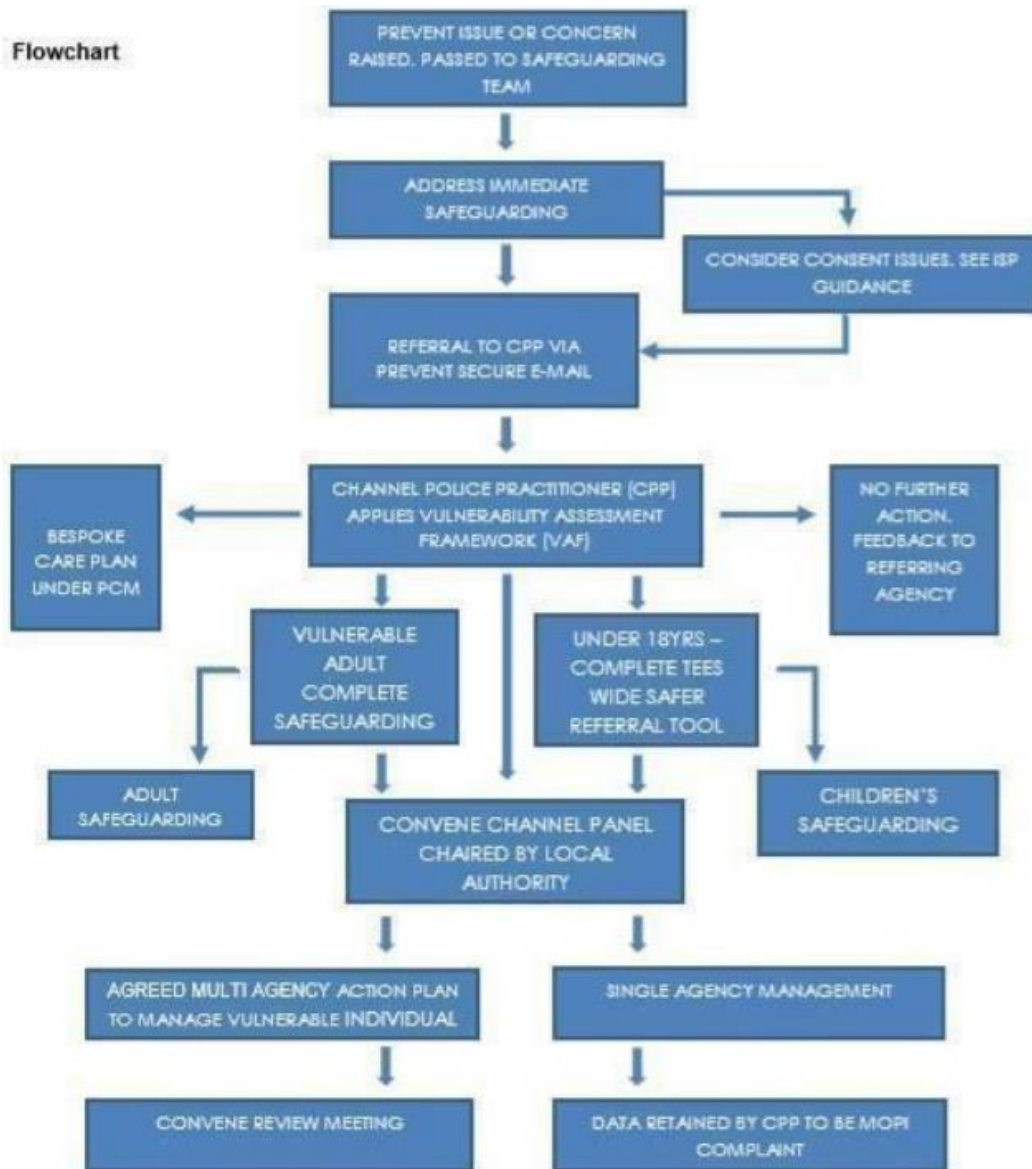 Flowchart
PREVENT ISSUE OR CONCERN
RAISED. PASSED TO SAFEGUARDING
TEAM
ADDRESS IMMEDIATE
SAFEGUARDING
CONSIDER CONSENT ISSUES. SEE ISP
GUIDANCE
REFERRAL TO CPP VIA
PREVENT SECURE E-MAIL
BESPOKE
CARE PLAN
UNDER PCM
CHANNEL POLICE PRACTITIONER (CPP)
APPLIES VULNERABILITY ASSESSMENT
FRAMEWORK (VAF)
NO FURTHER
ACTION.
FEEDBACK TO
REFERRING
AGENCY
VULNERABLE
ADULT
COMPLETE
SAFEGUARDING
UNDER 18YRS –
COMPLETE TEES
WIDE SAFER
REFERRAL TOOL
ADULT
SAFEGUARDING
CONVENE CHANNEL PANEL
CHAIRED BY LOCAL
AUTHORITY
CHILDREN'S
SAFEGUARDING
AGREED MULTI AGENCY ACTION PLAN
TO MANAGE VULNERABLE INDIVIDUAL
SINGLE AGENCY MANAGEMENT
CONVENE REVIEW MEETING
DATA RETAINED BY CPP TO BE MOPI
COMPLAINT